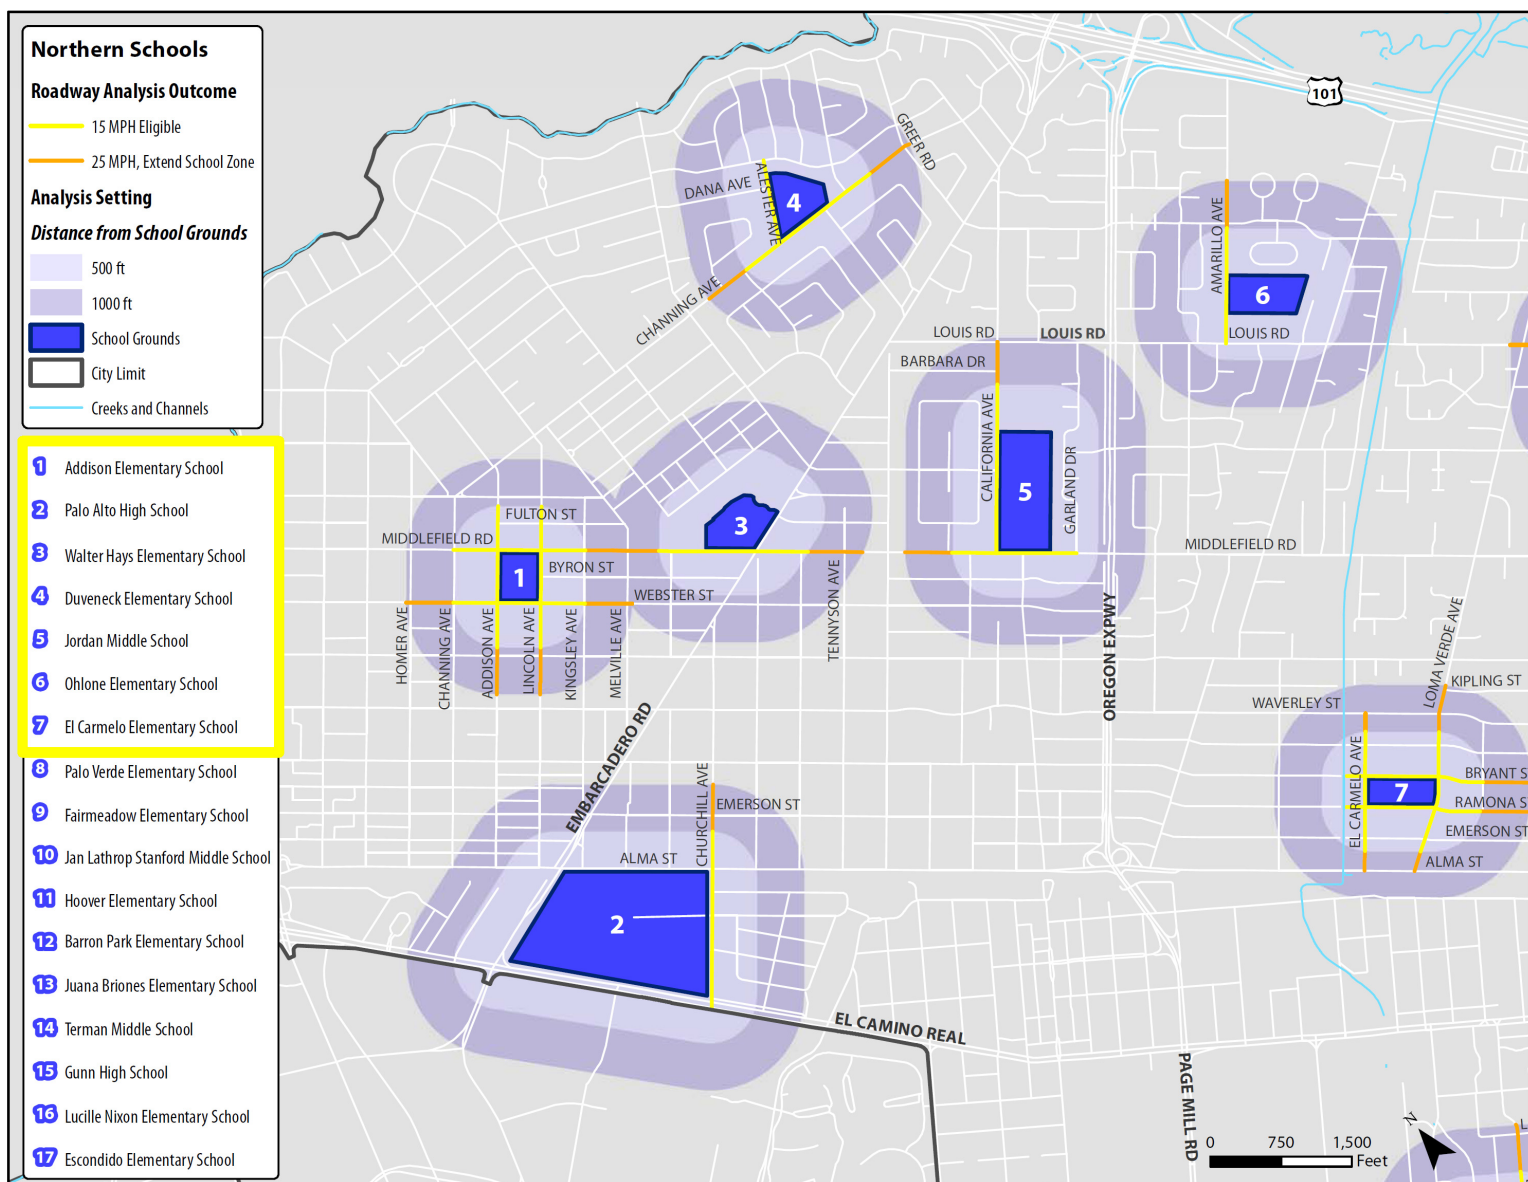 Northern Schools
Roadway Analysis Outcome
15 MPH Eligible
25 MPH, Extend School Zone
Analysis Setting
Distance from School Grounds
500 ft
1000 ft
School Grounds
City Limit
Creeks and Channels
1 Addison Elementary School
2 Palo Alto High School
3 Walter Hays Elementary School
4 Duveneck Elementary School
5 Jordan Middle School
6 Ohlone Elementary School
7 El Carmelo Elementary School
8 Palo Verde Elementary School
9 Fairmeadow Elementary School
10 Jan Lathrop Stanford Middle School
11 Hoover Elementary School
12 Barron Park Elementary School
13 Juana Briones Elementary School
14 Terman Middle School
15 Gunn High School
16 Lucille Nixon Elementary School
17 Escondido Elementary School
101
GREER RD
DANA AVE
ALESTER AVE
4
CHANNING AVE
AMARILLO AVE
6
LOUIS RD
LOUIS RD
LOUIS RD
BARBARA DR
CALIFORNIA AVE
5
GARLAND DR
FULTON ST
MIDDLEFIELD RD
3
MIDDLEFIELD RD
1
BYRON ST
WEBSTER ST
HOMER AVE
CHANNING AVE
ADDISON AVE
LINCOLN AVE
KINGSLEY AVE
MELVILLE AVE
TENNYSON AVE
OREGON EXPWY
LOMA VERDE AVE
KIPLING ST
WAVERLEY ST
EMBARCADERO RD
CHURCHILL AVE
EMERSON ST
ALMA ST
2
EL CARMELO AVE
7
BRYANT S
RAMONA S
EMERSON ST
ALMA ST
EL CAMINO REAL
PAGE MILL RD
N
L
0 750 1,500
Feet